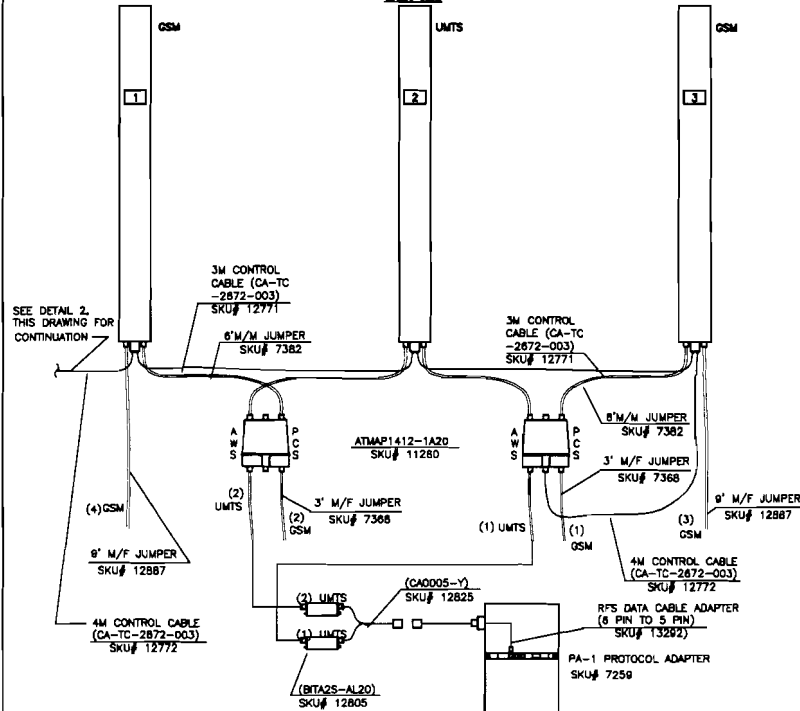 GSM
UMTS
GSM
1
2
3
3M CONTROL
CABLE (CA-TC
-2672-003)
SKU# 12771
SEE DETAIL 2,
THIS DRAWING FOR
CONTINUATION
6'M/M JUMPER
SKU# 7382
3M CONTROL
CABLE (CA-TC
-2672-003)
SKU# 12771
6'M/M JUMPER
SKU# 7382
AWS
PCS
ATMAP1412-1A20
SKU# 11260
AWS
PCS
3' M/F JUMPER
SKU# 7368
(2)
UMTS
(2)
GSM
3' M/F JUMPER
SKU# 7368
(4)GSM
(1) UMTS
(1)
GSM
(3)
GSM
9' M/F JUMPER
SKU# 12887
9' M/F JUMPER
SKU# 12887
4M CONTROL CABLE
(CA-TC-2672-003)
SKU# 12772
(CA0005-Y)
SKU# 12825
(2) UMTS
4M CONTROL CABLE
(CA-TC-2672-003)
SKU# 12772
RFS DATA CABLE ADAPTER
(8 PIN TO 5 PIN)
SKU# 13292)
(1) UMTS
PA-1 PROTOCOL ADAPTER
SKU# 7259
(BITA2S-AL20)
SKU# 12805